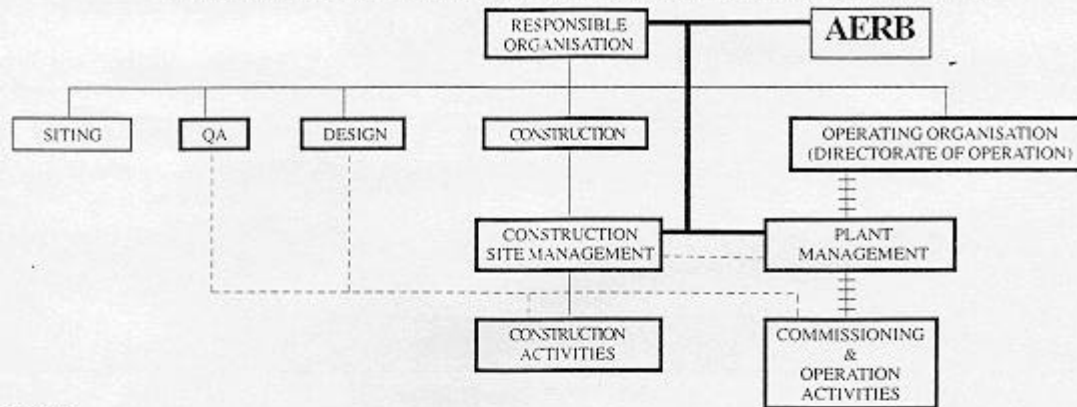 RESPONSIBLE
ORGANISATION
AERB
SITING
QA
DESIGN
CONSTRUCTION
OPERATING ORGANISATION
(DIRECTORATE OF OPERATION)
CONSTRUCTION
SITE MANAGEMENT
PLANT
MANAGEMENT
CONSTRUCTION
ACTIVITIES
COMMISSIONING
&
OPERATION
ACTIVITIES